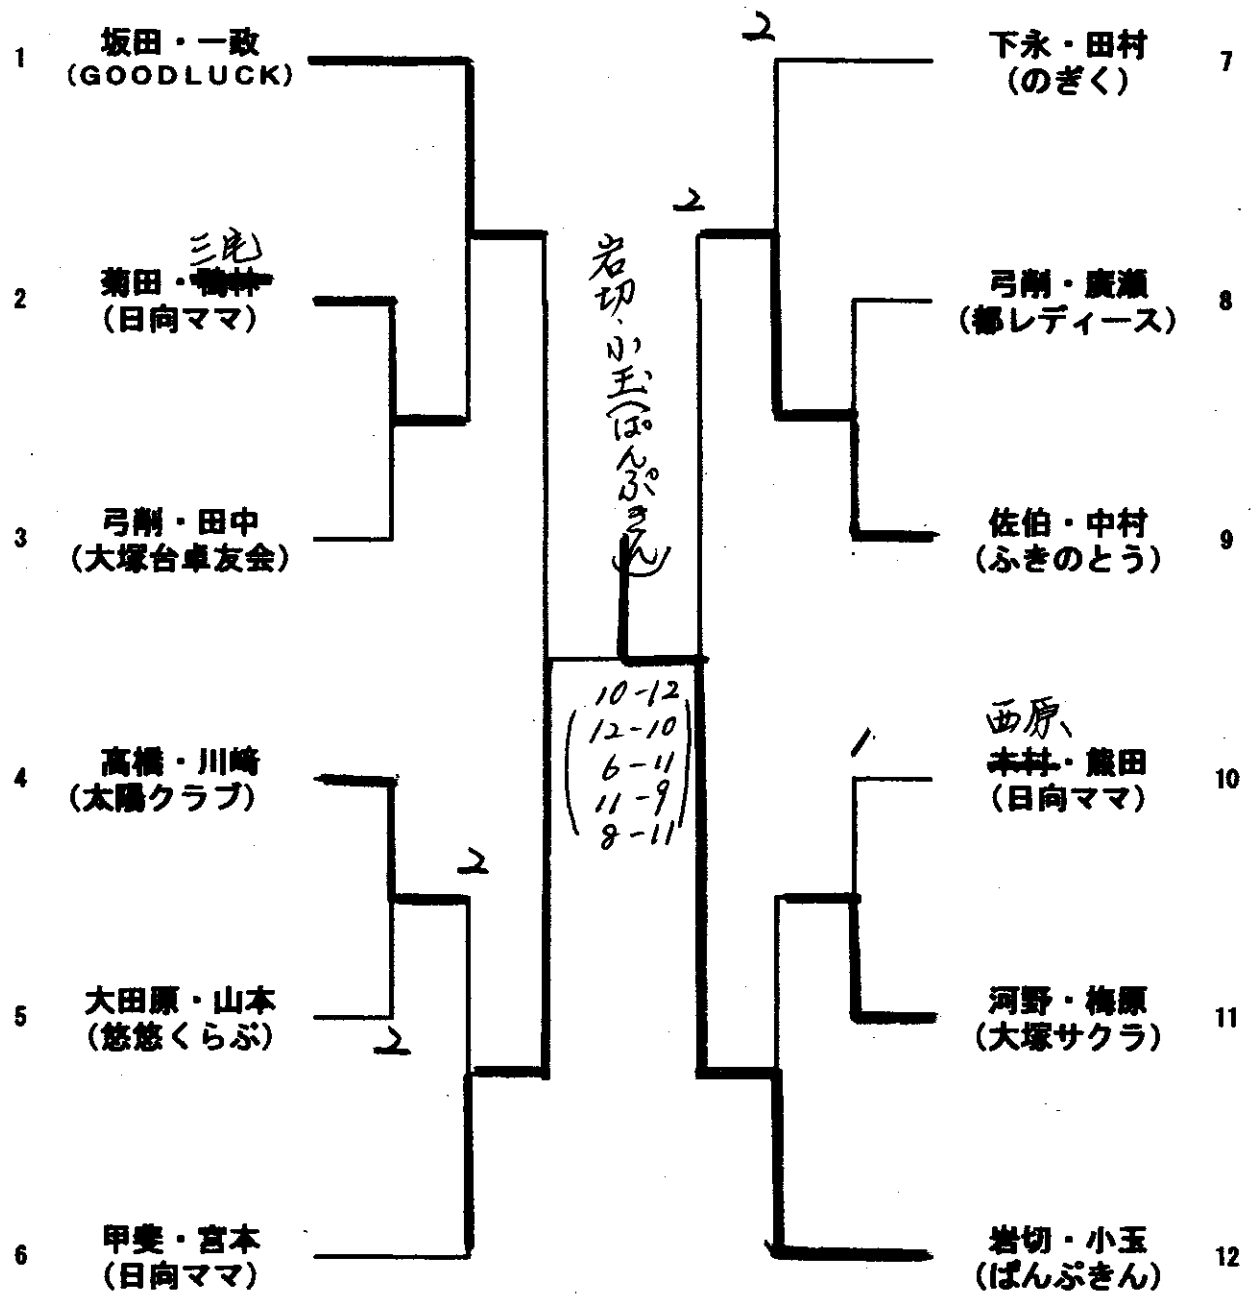 1
坂田・一政
(GOODLUCK)
三宅
2
菊田・
(日向ママ)
3
弓削・田中
(大塚台卓友会)
4
高橋・川崎
(太陽クラブ)
2
5
大田原・山本
(悠悠くらぶ)
2
6
甲斐・宮本
(日向ママ)
岩切、小玉(ぱんぷきん)
10-12
12-10
6-11
11-9
8-11
2
下永・田村
(のぎく)
7
2
弓削・廣瀬
(都レディース)
8
佐伯・中村
(ふきのとう)
9
西原、
1
木村・熊田
(日向ママ)
10
河野・梅原
(大塚サクラ)
11
岩切・小玉
(ぱんぷきん)
12